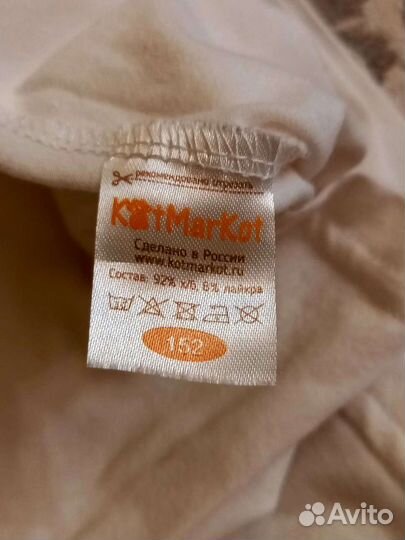 рекомендовано отрезать
KotMarKot
Сделано в России
www.kotmarkot.ru
Состав: 92% х/б, 8% лайкра
152
Avito